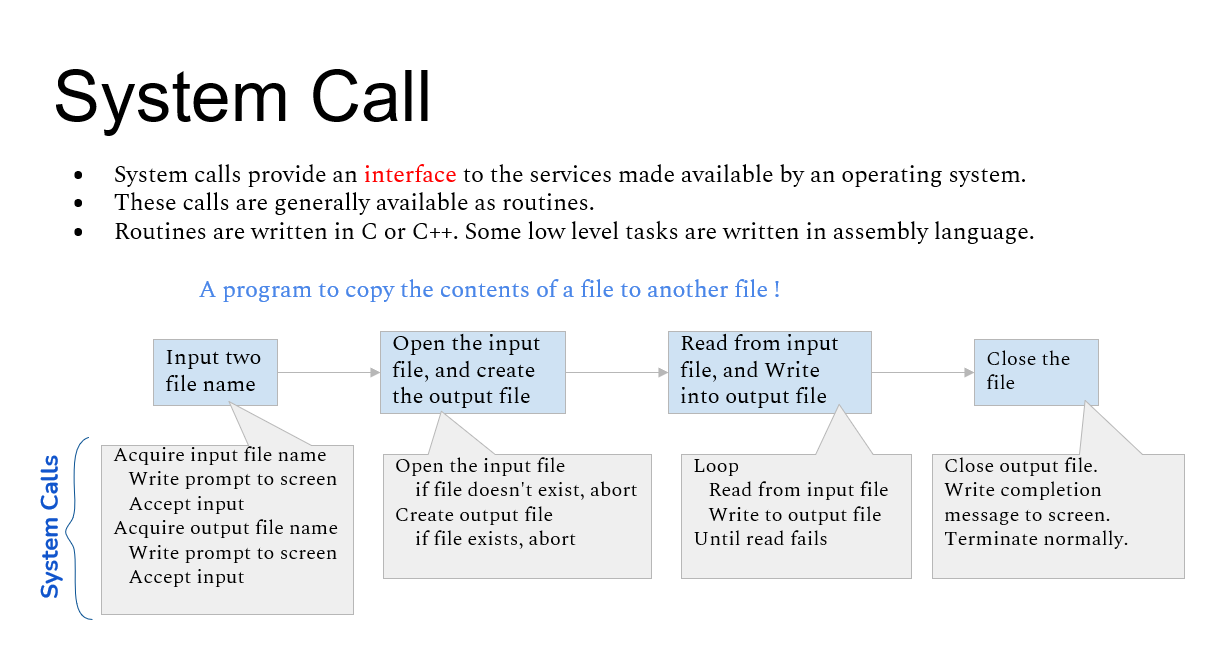 System Call
• System calls provide an interface to the services made available by an operating system.
• These calls are generally available as routines.
• Routines are written in C or C++. Some low level tasks are written in assembly language.
A program to copy the contents of a file to another file !
Input two
file name
Open the input
file, and create
the output file
Read from input
file, and Write
into output file
Close the
file
System Calls
Acquire input file name
Write prompt to screen
Accept input
Acquire output file name
Write prompt to screen
Accept input
Open the input file
if file doesn't exist, abort
Create output file
if file exists, abort
Loop
Read from input file
Write to output file
Until read fails
Close output file.
Write completion
message to screen.
Terminate normally.